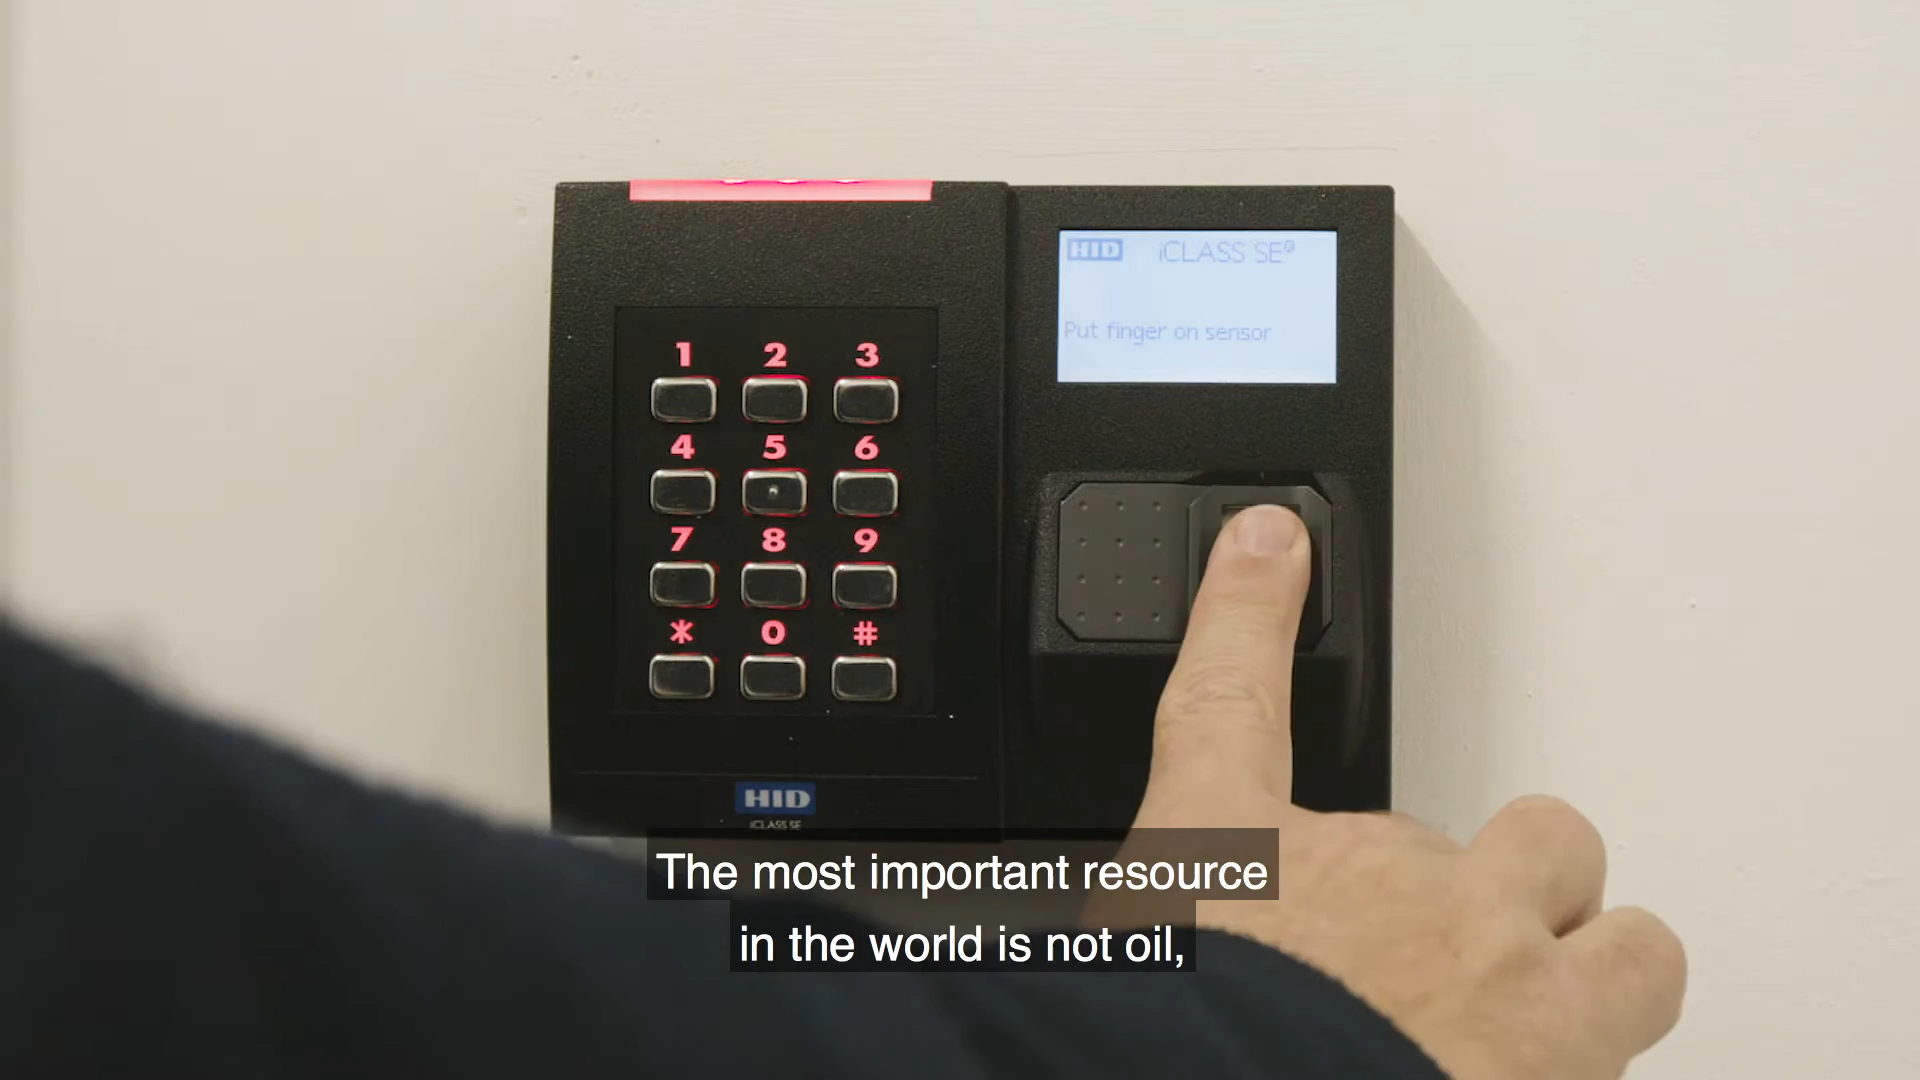 HID iCLASS SE®
Put finger on sensor
1 2 3
4 5 6
7 8 9
* 0 #
HID
iCLASS SE
The most important resource
in the world is not oil,